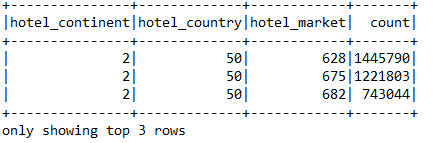 +---------------+-------------+------------+-------+
|hotel_continent|hotel_country|hotel_market|  count|
+---------------+-------------+------------+-------+
|              2|           50|         628|1445790|
|              2|           50|         675|1221803|
|              2|           50|         682| 743044|
+---------------+-------------+------------+-------+
only showing top 3 rows